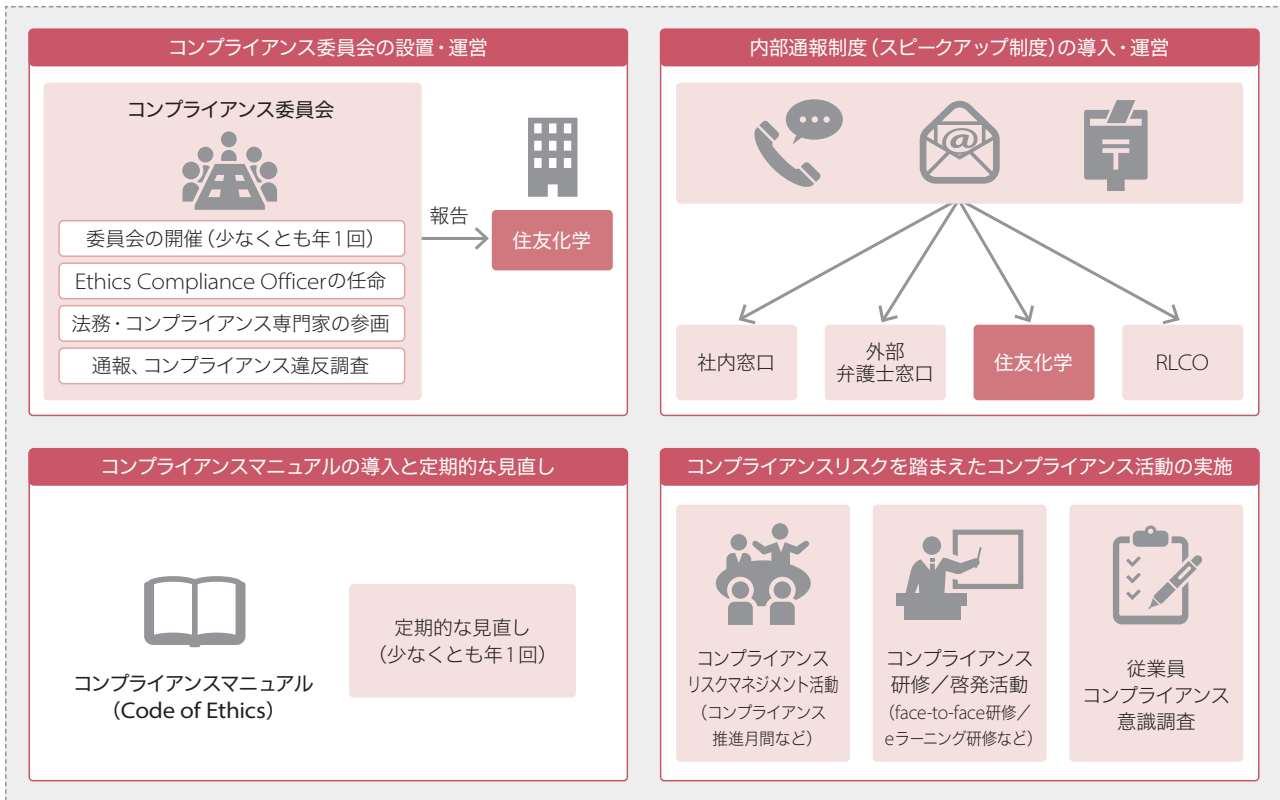 コンプライアンス委員会の設置・運営
コンプライアンス委員会
委員会の開催（少なくとも年1回）
Ethics Compliance Officerの任命
法務・コンプライアンス専門家の参画
通報、コンプライアンス違反調査
報告
住友化学
内部通報制度（スピークアップ制度）の導入・運営
@
〒
社内窓口
外部
弁護士窓口
住友化学
RLCO
コンプライアンスマニュアルの導入と定期的な見直し
コンプライアンスマニュアル
（Code of Ethics）
定期的な見直し
（少なくとも年1回）
コンプライアンスリスクを踏まえたコンプライアンス活動の実施
コンプライアンス
リスクマネジメント活動
（コンプライアンス
推進月間など）
コンプライアンス
研修／啓発活動
（face-to-face研修／
eラーニング研修など）
従業員
コンプライアンス
意識調査